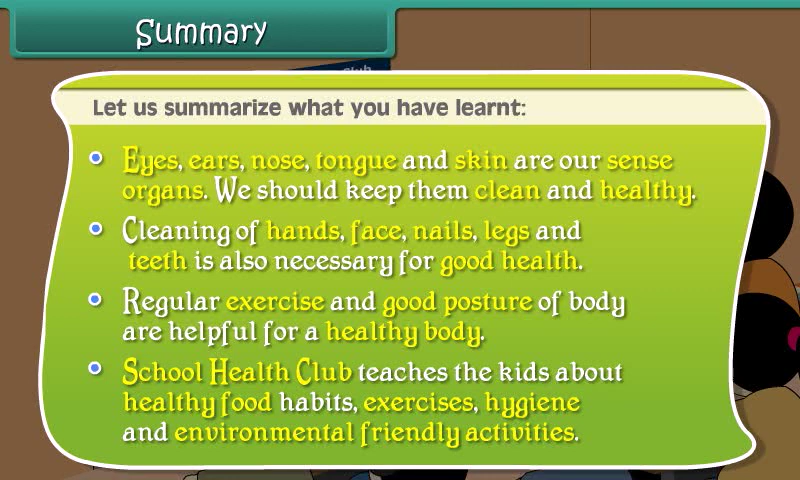 Summary
Club
Let us summarize what you have learnt:
Eyes, ears, nose, tongue and skin are our sense
organs. We should keep them clean and healthy.
Cleaning of hands, face, nails, legs and
teeth is also necessary for good health.
Regular exercise and good posture of body
are helpful for a healthy body.
School Health Club teaches the kids about
healthy food habits, exercises, hygiene
and environmental friendly activities.